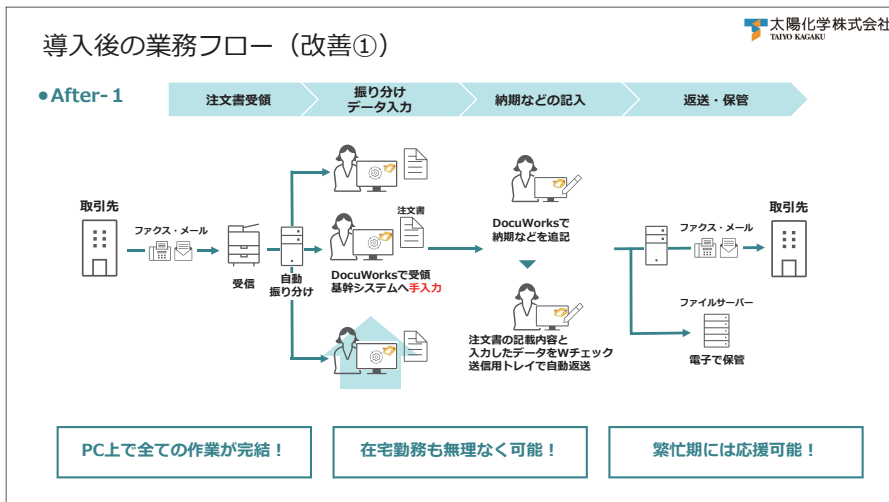 導入後の業務フロー（改善①）
太陽化学株式会社
TAIYO KAGAKU
●After-1
注文書受領
振り分け
データ入力
納期などの記入
返送・保管
取引先
ファクス・メール
受信
自動
振り分け
注文書
DocuWorksで受領
基幹システムへ手入力
DocuWorksで
納期などを追記
注文書の記載内容と
入力したデータをWチェック
送信用トレイで自動返送
ファクス・メール
取引先
ファイルサーバー
電子で保管
PC上で全ての作業が完結！
在宅勤務も無理なく可能！
繁忙期には応援可能！